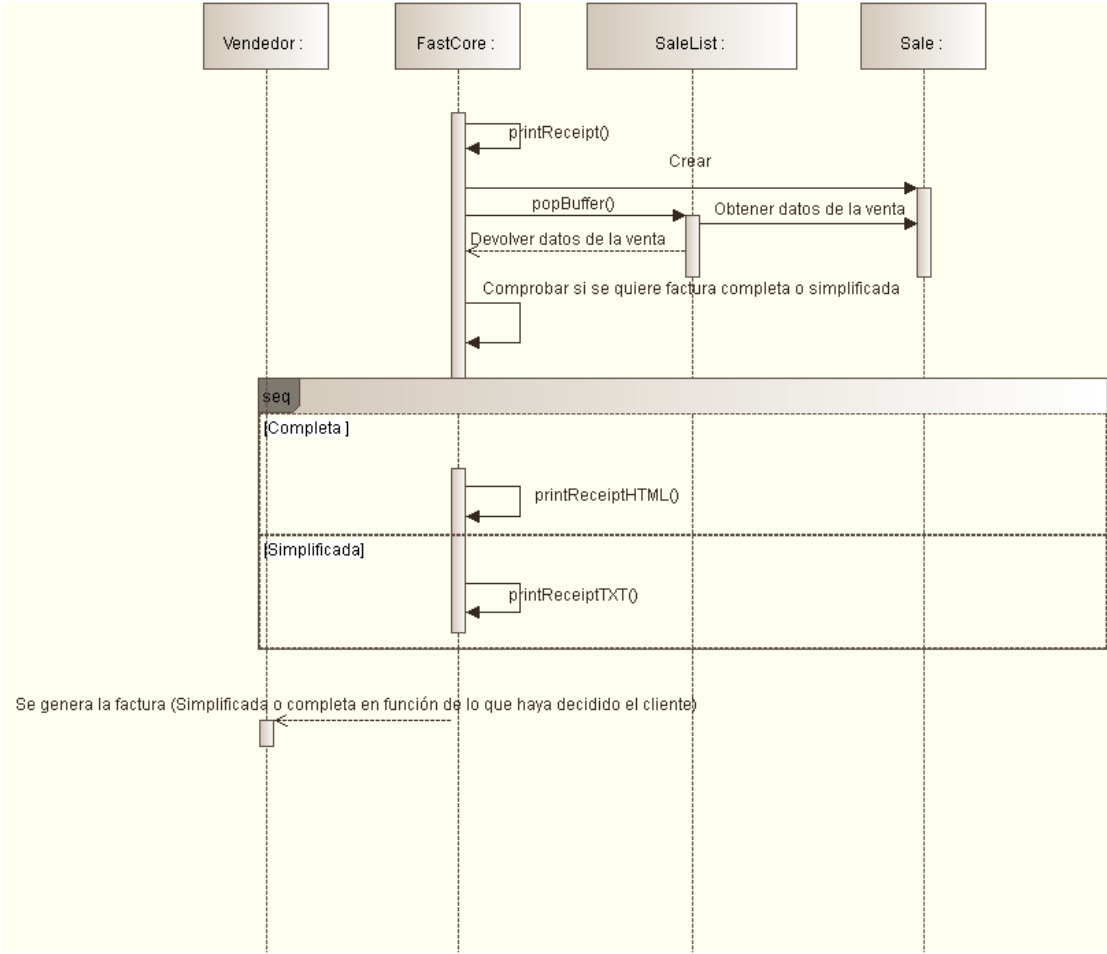 Vendedor :
FastCore :
SaleList :
Sale :
printReceipt()
Crear
popBuffer()
Obtener datos de la venta
Devolver datos de la venta
Comprobar si se quiere factura completa o simplificada
seq
[Completa ]
printReceiptHTML()
[Simplificada]
printReceiptTXT()
Se genera la factura (Simplificada o completa en función de lo que haya decidido el cliente)